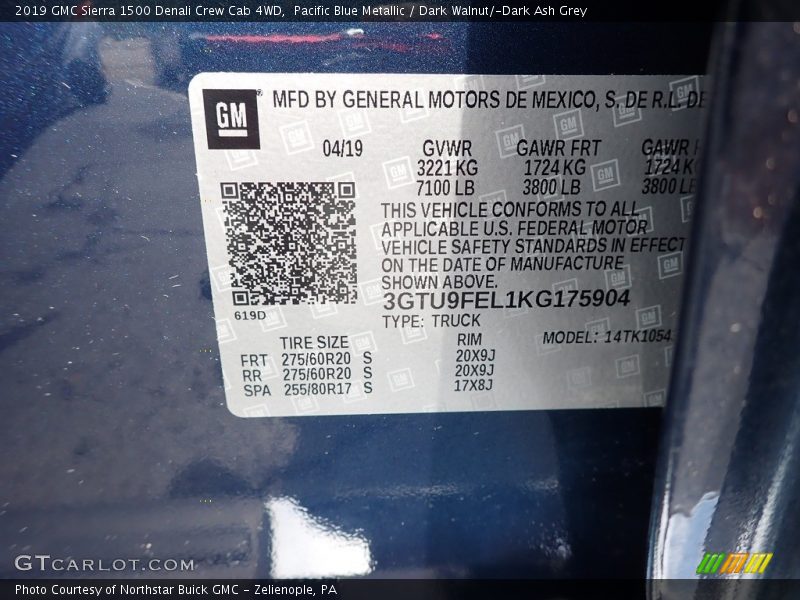 2019 GMC Sierra 1500 Denali Crew Cab 4WD, Pacific Blue Metallic / Dark Walnut/-Dark Ash Grey
GM MFD BY GENERAL MOTORS DE MEXICO, S. DE R.L. DE
04/19 GVWR GAWR FRT GAWR
3221 KG 1724 KG 1724 K
7100 LB 3800 LB 3800 LB
THIS VEHICLE CONFORMS TO ALL
APPLICABLE U.S. FEDERAL MOTOR
VEHICLE SAFETY STANDARDS IN EFFECT
ON THE DATE OF MANUFACTURE
SHOWN ABOVE.
3GTU9FEL1KG175904
619D
TYPE: TRUCK
TIRE SIZE RIM MODEL: 14TK1054
FRT 275/60R20 S 20X9J
RR 275/60R20 S 20X9J
SPA 255/80R17 S 17X8J
GTCARLOT.COM
Photo Courtesy of Northstar Buick GMC - Zelienople, PA